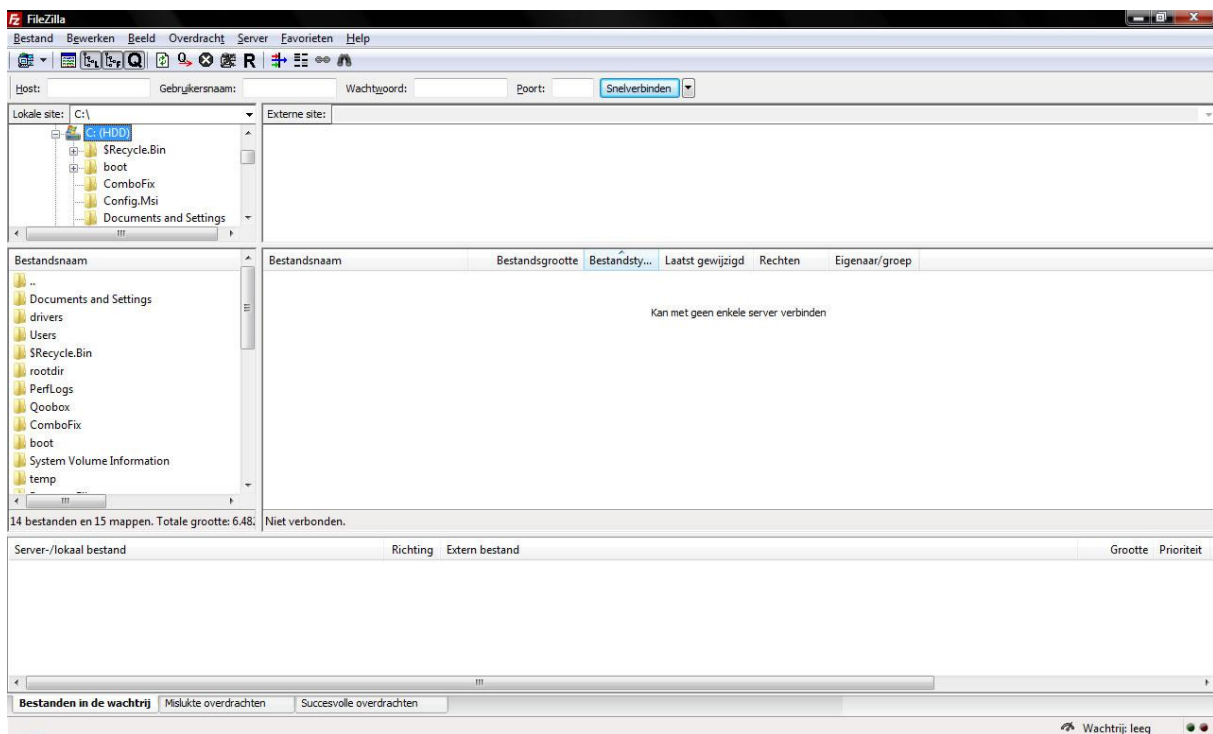 FileZilla
Bestand Bewerken Beeld Overdracht Server Favorieten Help
Host: Gebruikersnaam: Wachtwoord: Poort: Snelverbinden
Lokale site: C:\ Externe site:
C: (HDD)
$Recycle.Bin
boot
ComboFix
Config.Msi
Documents and Settings
Bestandsnaam
..
Documents and Settings
drivers
Users
$Recycle.Bin
rootdir
PerfLogs
Qoobox
ComboFix
boot
System Volume Information
temp
14 bestanden en 15 mappen. Totale grootte: 6.48
Bestandsnaam Bestandsgrootte Bestandsty... Laatst gewijzigd Rechten Eigenaar/groep
Kan met geen enkele server verbinden
Niet verbonden.
Server-/lokaal bestand Richting Extern bestand Grootte Prioriteit
Bestanden in de wachtrij Mislukte overdrachten Succesvolle overdrachten
Wachtrij: leeg